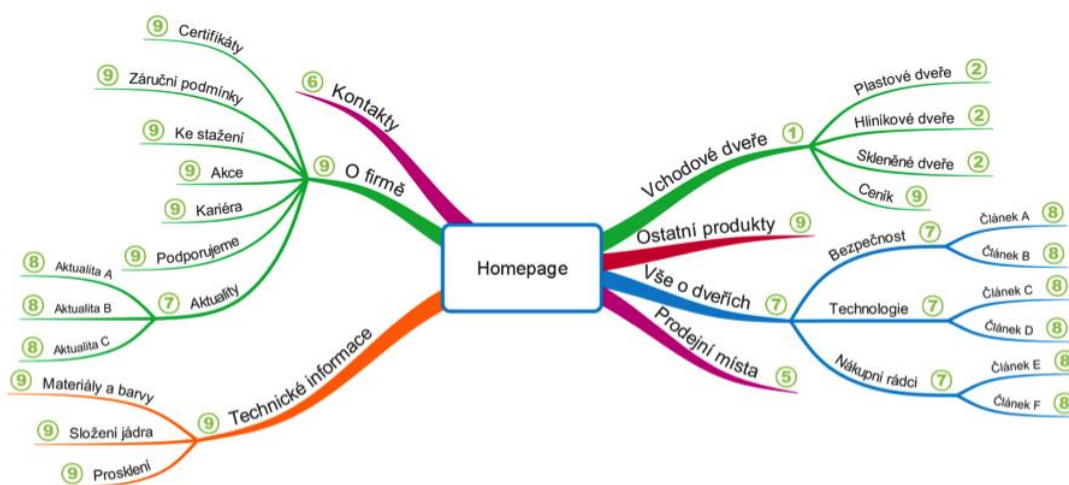 Homepage
Vchodové dveře 1
Plastové dveře 2
Hliníkové dveře 2
Skleněné dveře 2
Ceník 9
Ostatní produkty 9
Vše o dveřích 7
Bezpečnost 7
Článek A 8
Článek B 8
Technologie 7
Článek C 8
Článek D 8
Nákupní rádci 7
Článek E 8
Článek F 8
Prodejní místa 5
6 Kontakty
9 O firmě
9 Certifikáty
9 Záruční podmínky
9 Ke stažení
9 Akce
9 Kariéra
9 Podporujeme
7 Aktuality
8 Aktualita A
8 Aktualita B
8 Aktualita C
9 Technické informace
9 Materiály a barvy
9 Složení jádra
9 Prosklení